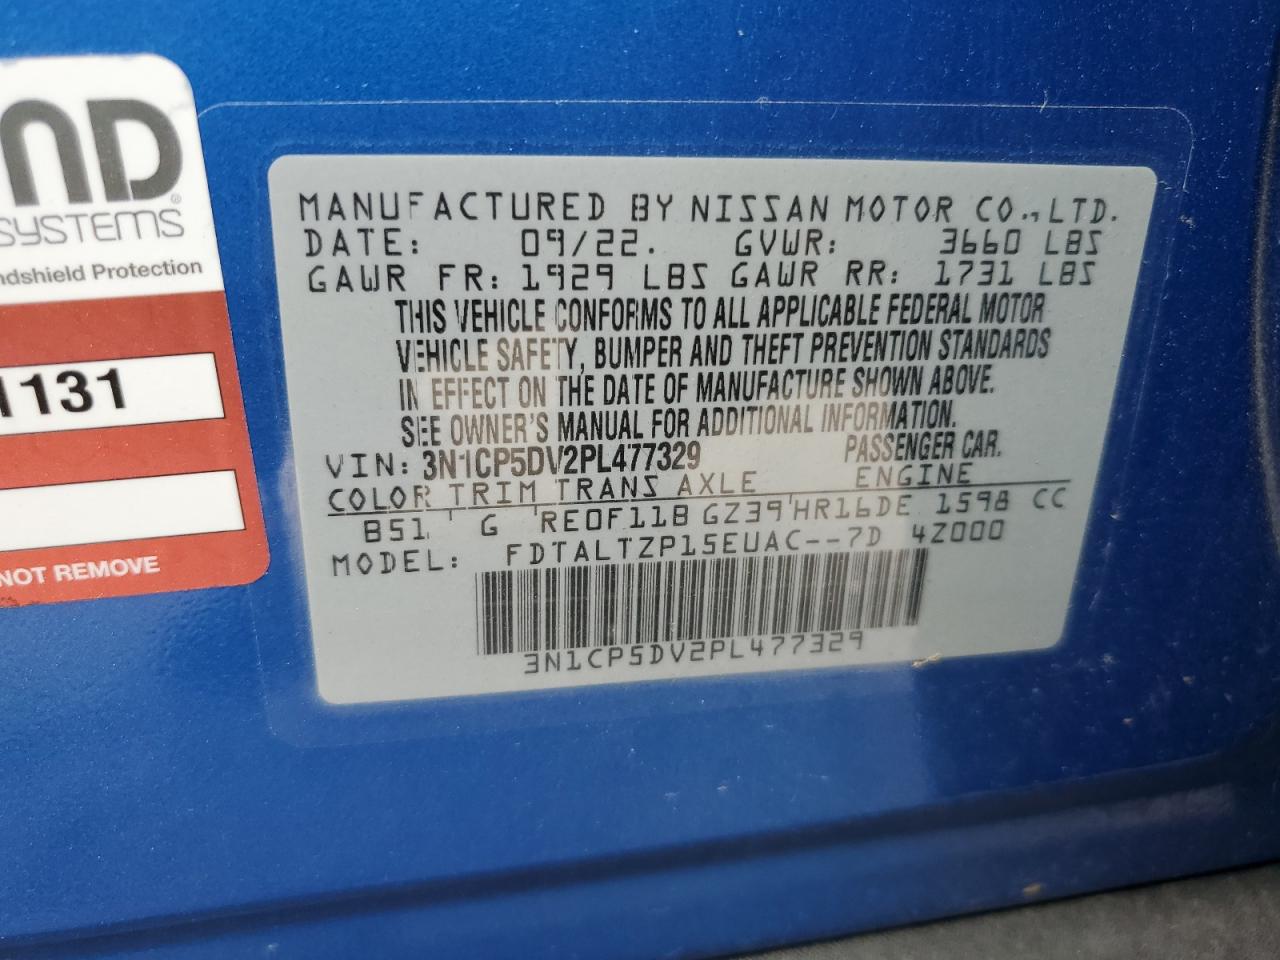 ND
SYSTEMS
ndshield Protection
1131
NOT REMOVE
MANUFACTURED BY NISSAN MOTOR CO., LTD.
DATE: 09/22. GVWR: 3660 LBS
GAWR FR: 1929 LBS GAWR RR: 1731 LBS
THIS VEHICLE CONFORMS TO ALL APPLICABLE FEDERAL MOTOR
VEHICLE SAFETY, BUMPER AND THEFT PREVENTION STANDARDS
IN EFFECT ON THE DATE OF MANUFACTURE SHOWN ABOVE.
SEE OWNER'S MANUAL FOR ADDITIONAL INFORMATION.
VIN: 3N1CP5DV2PL477329 PASSENGER CAR.
COLOR TRIM TRANS AXLE ENGINE
B51 G RE0F11B GZ39 HR16DE 1598 CC
MODEL: FDTALTZP15EUAC--7D 4Z000
3N1CP5DV2PL477329